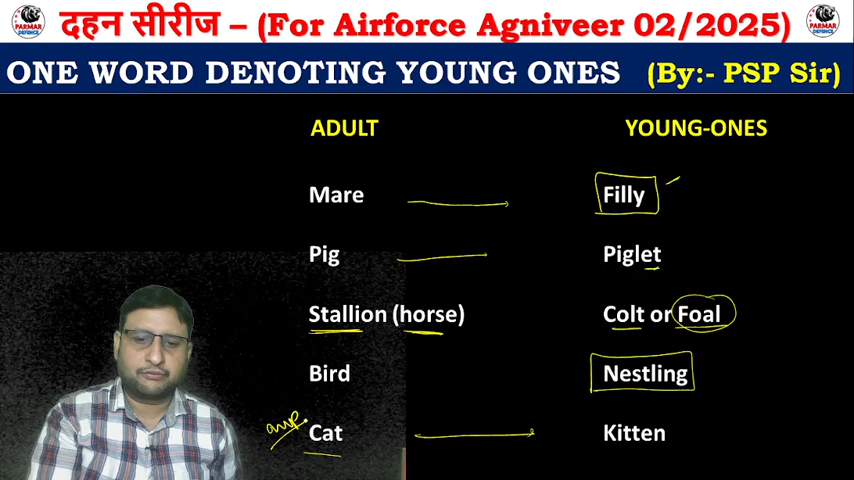 दहन सीरीज – (For Airforce Agniveer 02/2025)
PARMAR DEFENCE
PARMAR DEFENCE
ONE WORD DENOTING YOUNG ONES (By:- PSP Sir)
ADULT YOUNG-ONES
Mare Filly
Pig Piglet
Stallion (horse) Colt or Foal
Bird Nestling
Cat Kitten